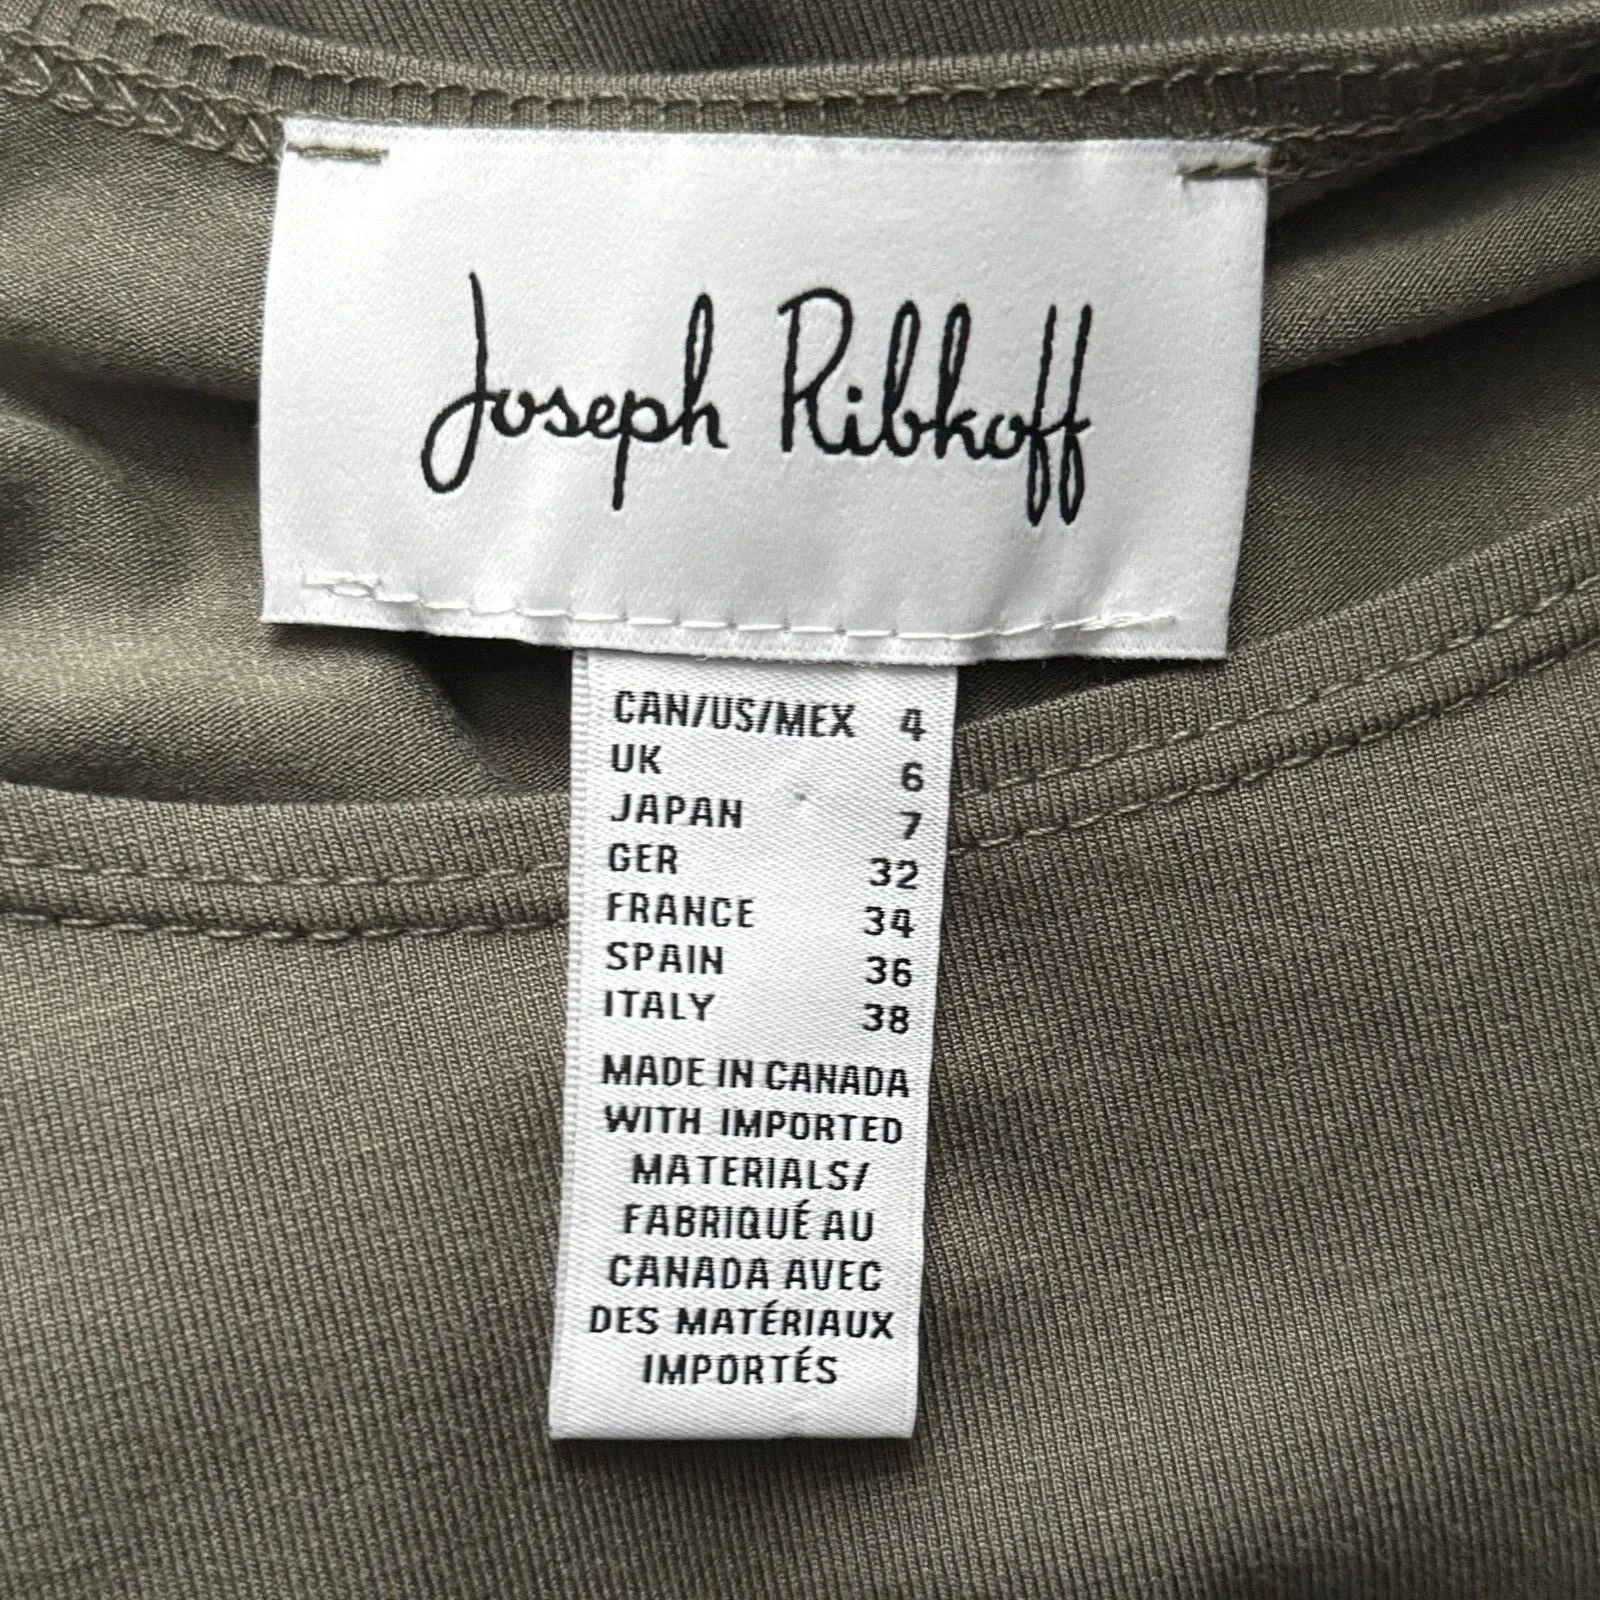 Joseph Ribkoff
CAN/US/MEX 4
UK 6
JAPAN 7
GER 32
FRANCE 34
SPAIN 36
ITALY 38
MADE IN CANADA
WITH IMPORTED
MATERIALS/
FABRIQUÉ AU
CANADA AVEC
DES MATÉRIAUX
IMPORTÉS